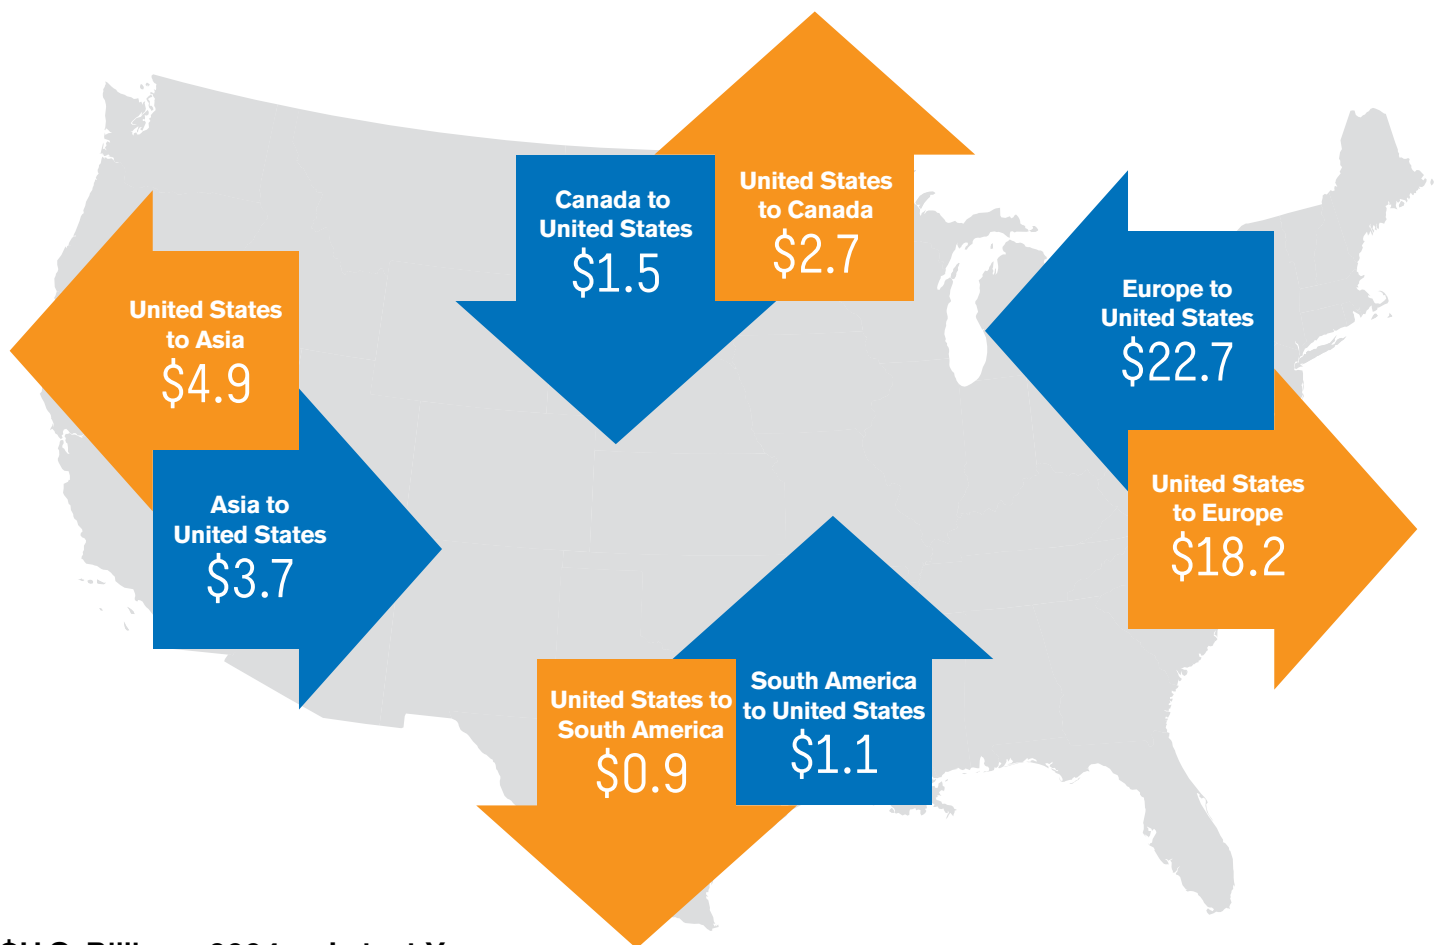 United States
to Canada
$2.7
Canada to
United States
$1.5
Europe to
United States
$22.7
United States
to Asia
$4.9
United States
to Europe
$18.2
Asia to
United States
$3.7
South America
to United States
$1.1
United States to
South America
$0.9